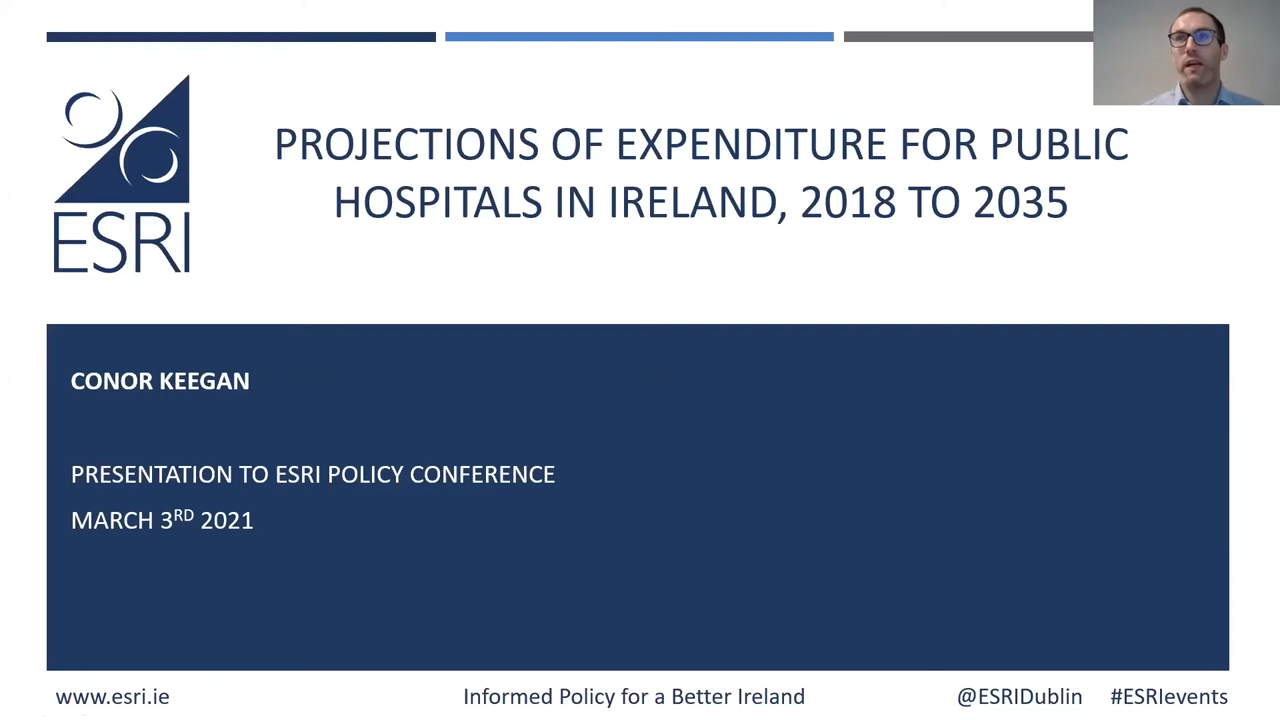 PROJECTIONS OF EXPENDITURE FOR PUBLIC
HOSPITALS IN IRELAND, 2018 TO 2035
ESRI
CONOR KEEGAN
PRESENTATION TO ESRI POLICY CONFERENCE
MARCH 3RD 2021
www.esri.ie
Informed Policy for a Better Ireland
@ESRIDublin
#ESRIevents